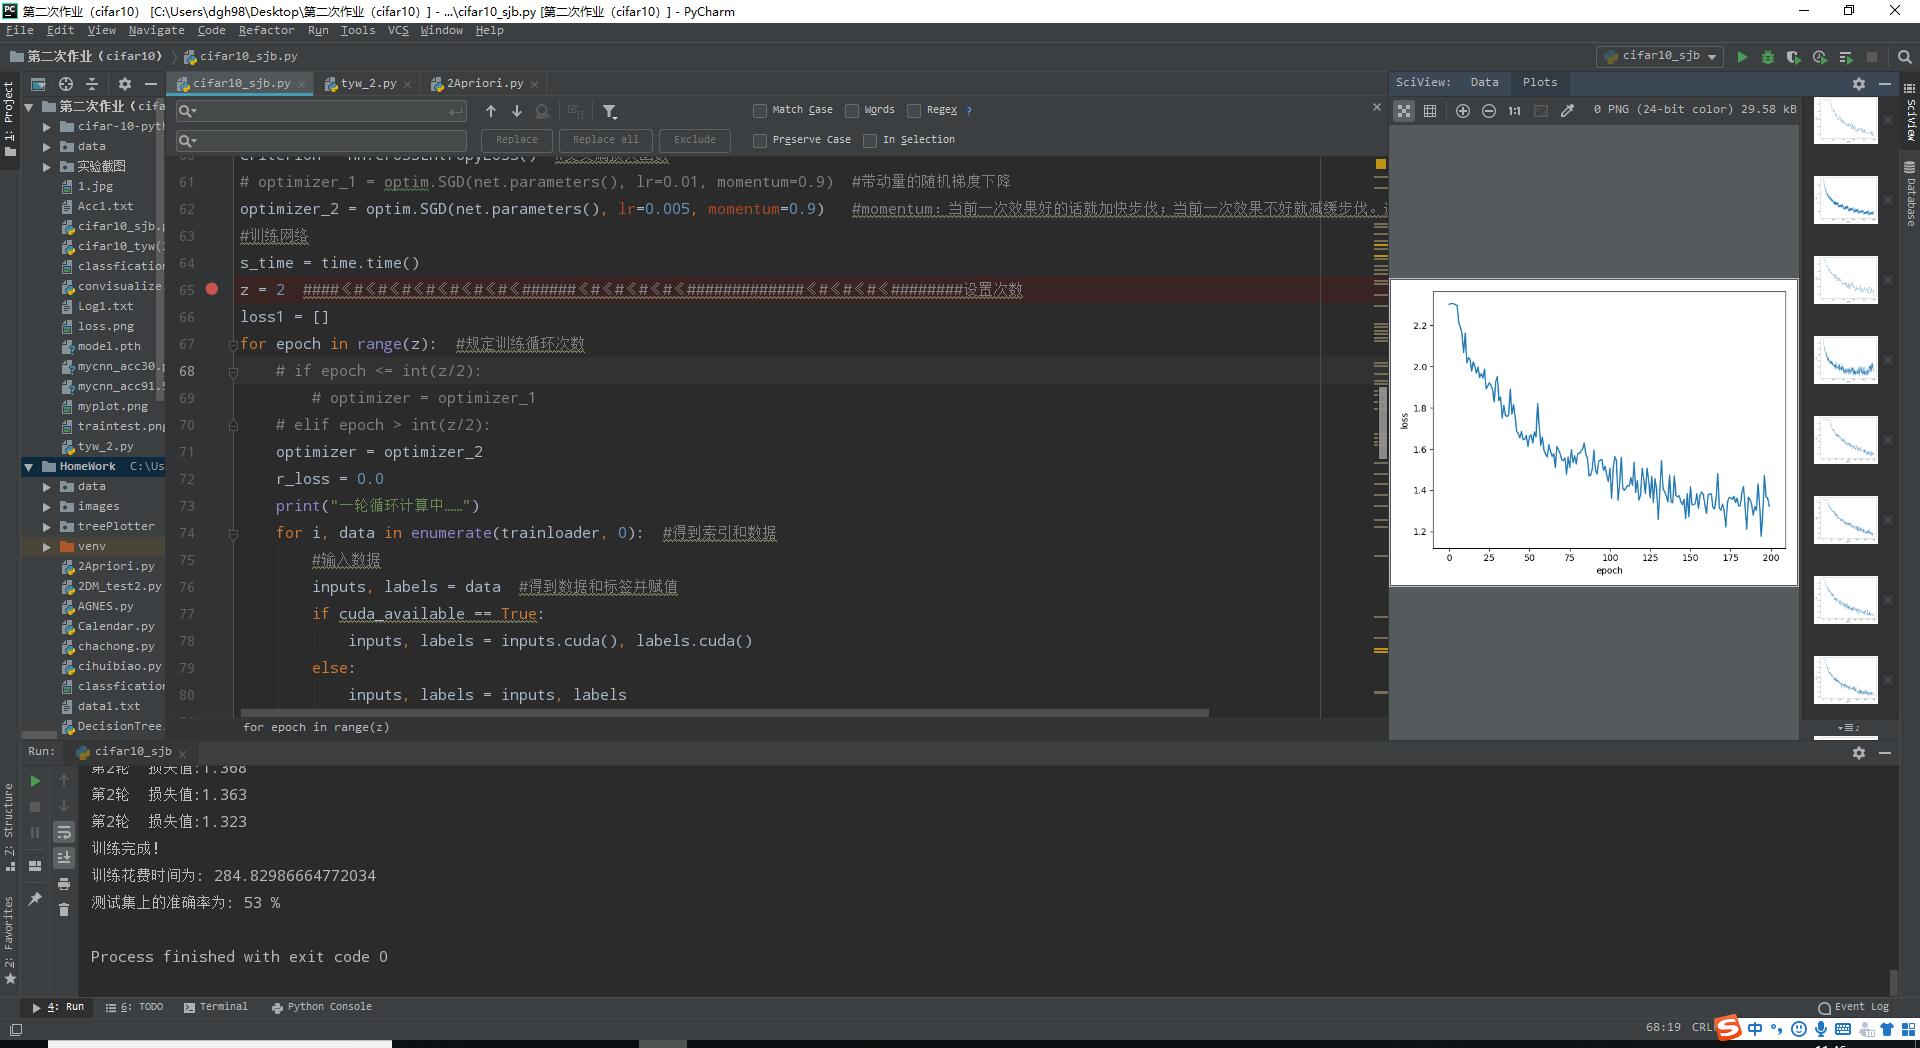 第二次作业（cifar10） [C:\Users\dgh98\Desktop\第二次作业（cifar10）] - ...\cifar10_sjb.py [第二次作业（cifar10）] - PyCharm
File Edit View Navigate Code Refactor Run Tools VCS Window Help
第二次作业（cifar10） cifar10_sjb.py
cifar10_sjb
cifar10_sjb.py tyw_2.py 2Apriori.py
SciView: Data Plots
Match Case Words Regex ?
Replace Replace all Exclude Preserve Case In Selection
0 PNG (24-bit color) 29.58 kB
1: Project
SciView
Database
第二次作业（cifa
cifar-10-pyth
data
实验截图
1.jpg
Acc1.txt
cifar10_sjb.p
cifar10_tyw(1
classfication
convisualize.
Log1.txt
loss.png
model.pth
mycnn_acc30.p
mycnn_acc91.5
myplot.png
traintest.png
tyw_2.py
HomeWork C:\Us
data
images
treePlotter
venv
2Apriori.py
2DM_test2.py
AGNES.py
Calendar.py
chachong.py
cihuibiao.py
classfication
data1.txt
DecisionTree.
61 # optimizer_1 = optim.SGD(net.parameters(), lr=0.01, momentum=0.9) #带动量的随机梯度下降
62 optimizer_2 = optim.SGD(net.parameters(), lr=0.005, momentum=0.9) #momentum：当前一次效果好的话就加快步伐；当前一次效果不好就减缓步伐。
63 #训练网络
64 s_time = time.time()
65 z = 2 ####《#《#《#《#《#《#《#《######《#《#《#《#《#############《#《#《#《########设置次数
66 loss1 = []
67 for epoch in range(z): #规定训练循环次数
68 # if epoch <= int(z/2):
69 # optimizer = optimizer_1
70 # elif epoch > int(z/2):
71 optimizer = optimizer_2
72 r_loss = 0.0
73 print("一轮循环计算中……")
74 for i, data in enumerate(trainloader, 0): #得到索引和数据
75 #输入数据
76 inputs, labels = data #得到数据和标签并赋值
77 if cuda_available == True:
78 inputs, labels = inputs.cuda(), labels.cuda()
79 else:
80 inputs, labels = inputs, labels
for epoch in range(z)
loss
2.2
2.0
1.8
1.6
1.4
1.2
0 25 50 75 100 125 150 175 200
epoch
Run: cifar10_sjb
第2轮 损失值:1.368
第2轮 损失值:1.363
第2轮 损失值:1.323
训练完成！
训练花费时间为: 284.82986664772034
测试集上的准确率为: 53 %
Process finished with exit code 0
Z: Structure
2: Favorites
4: Run 6: TODO Terminal Python Console
Event Log
68:19 CRL
中